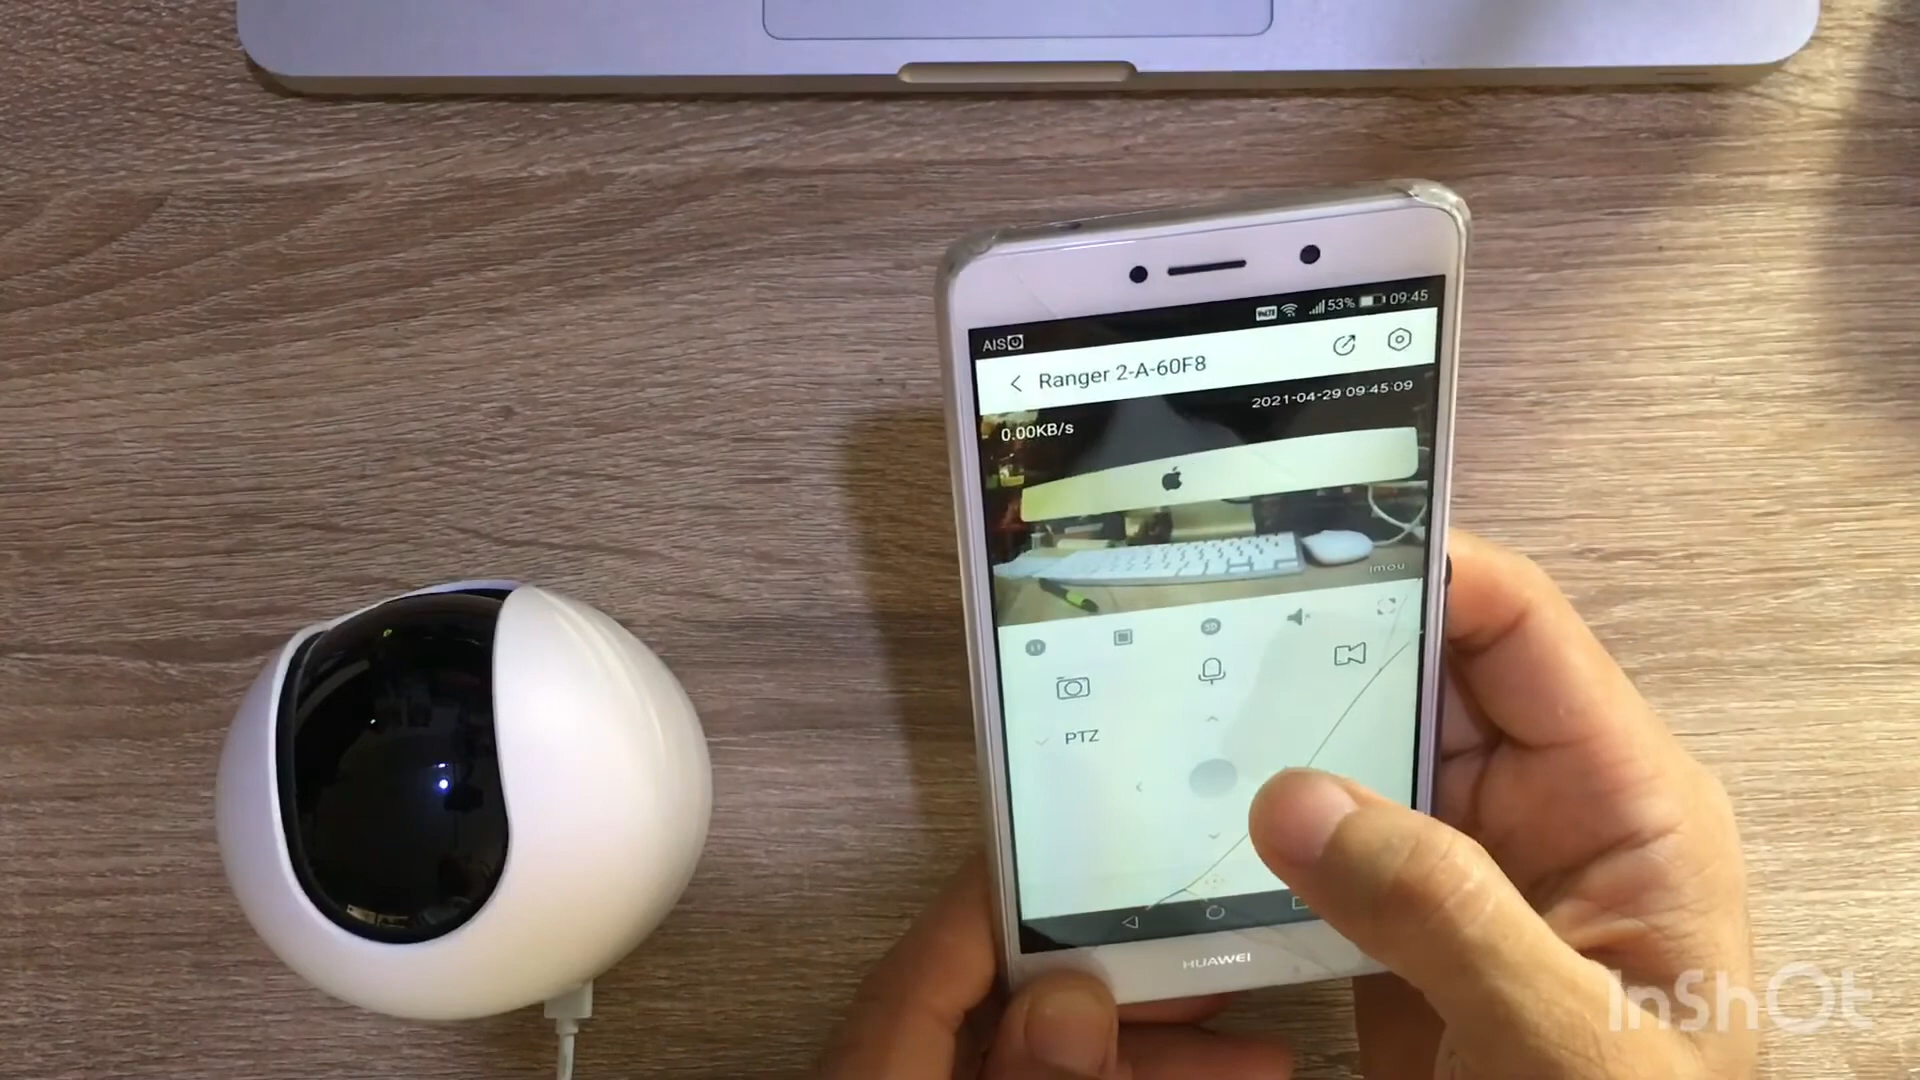 AIS
VoLTE
53%
09:45
Ranger 2-A-60F8
2021-04-29 09:45:09
0.00KB/s
imou
PTZ
HUAWEI
InShOt